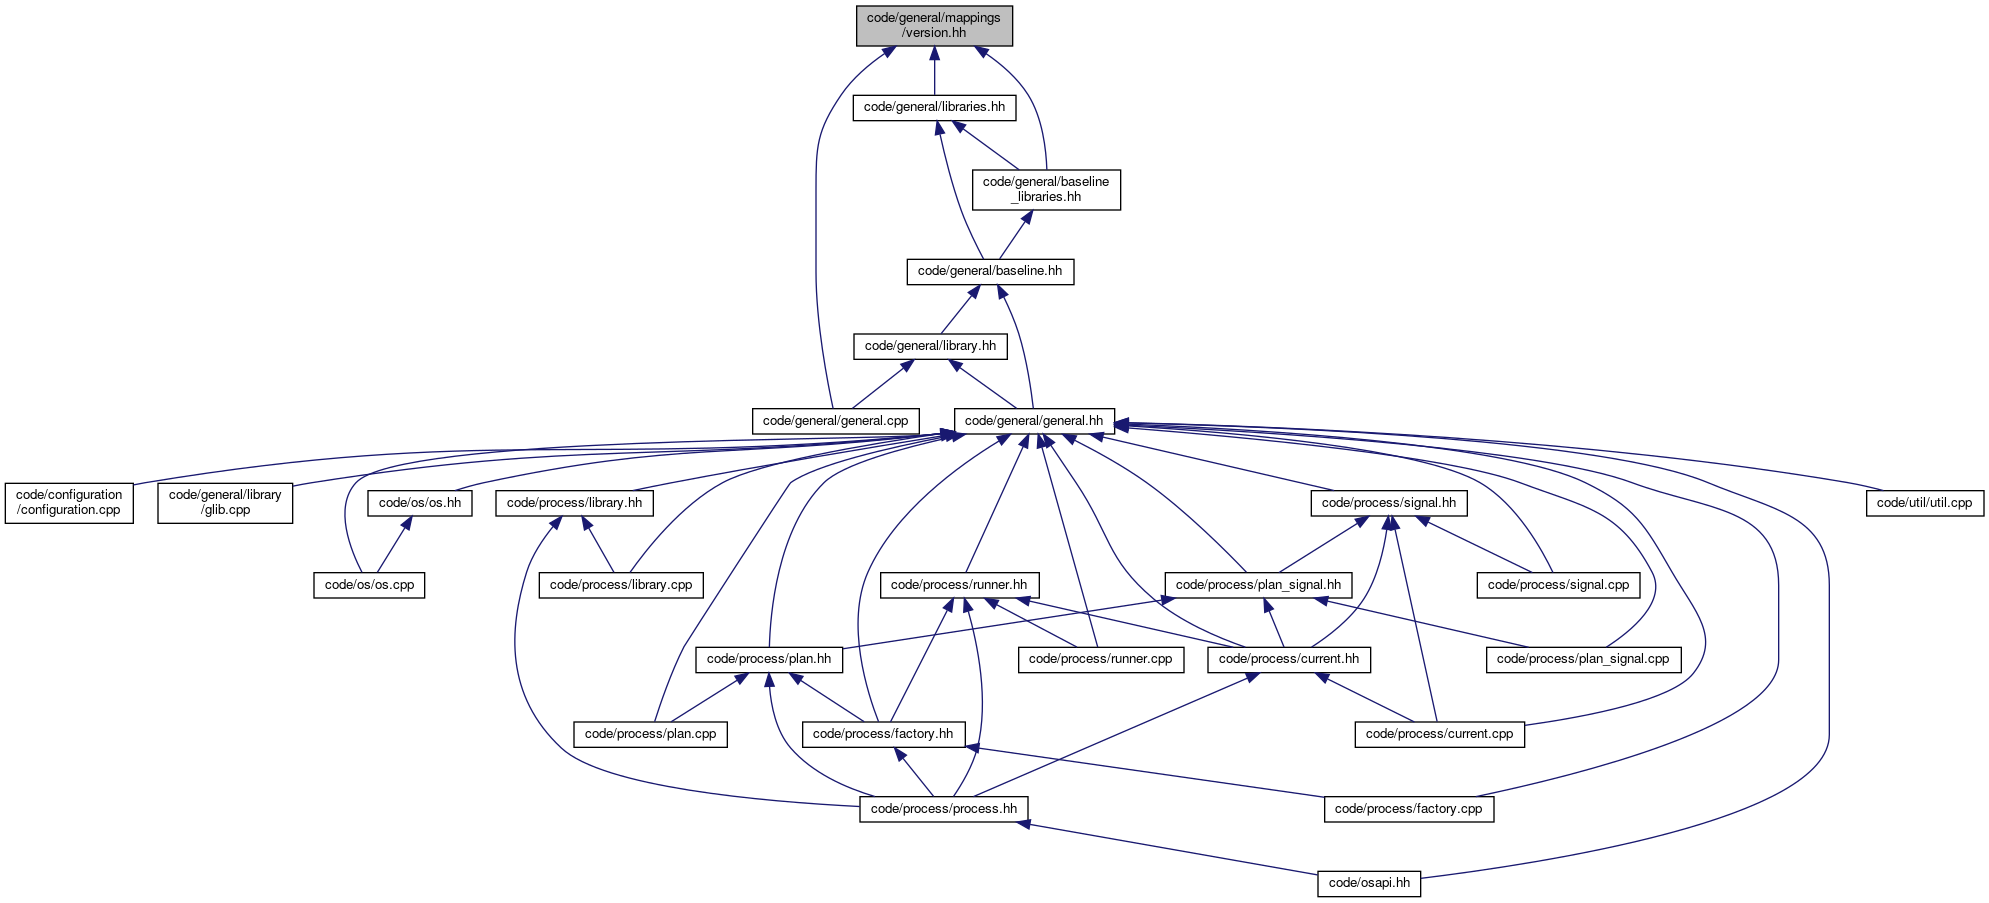 code/general/mappings
/version.hh
code/general/libraries.hh
code/general/baseline
_libraries.hh
code/general/baseline.hh
code/general/library.hh
code/general/general.cpp
code/general/general.hh
code/configuration
/configuration.cpp
code/general/library
/glib.cpp
code/os/os.hh
code/process/library.hh
code/process/signal.hh
code/util/util.cpp
code/os/os.cpp
code/process/library.cpp
code/process/runner.hh
code/process/plan_signal.hh
code/process/signal.cpp
code/process/plan.hh
code/process/runner.cpp
code/process/current.hh
code/process/plan_signal.cpp
code/process/plan.cpp
code/process/factory.hh
code/process/current.cpp
code/process/process.hh
code/process/factory.cpp
code/osapi.hh